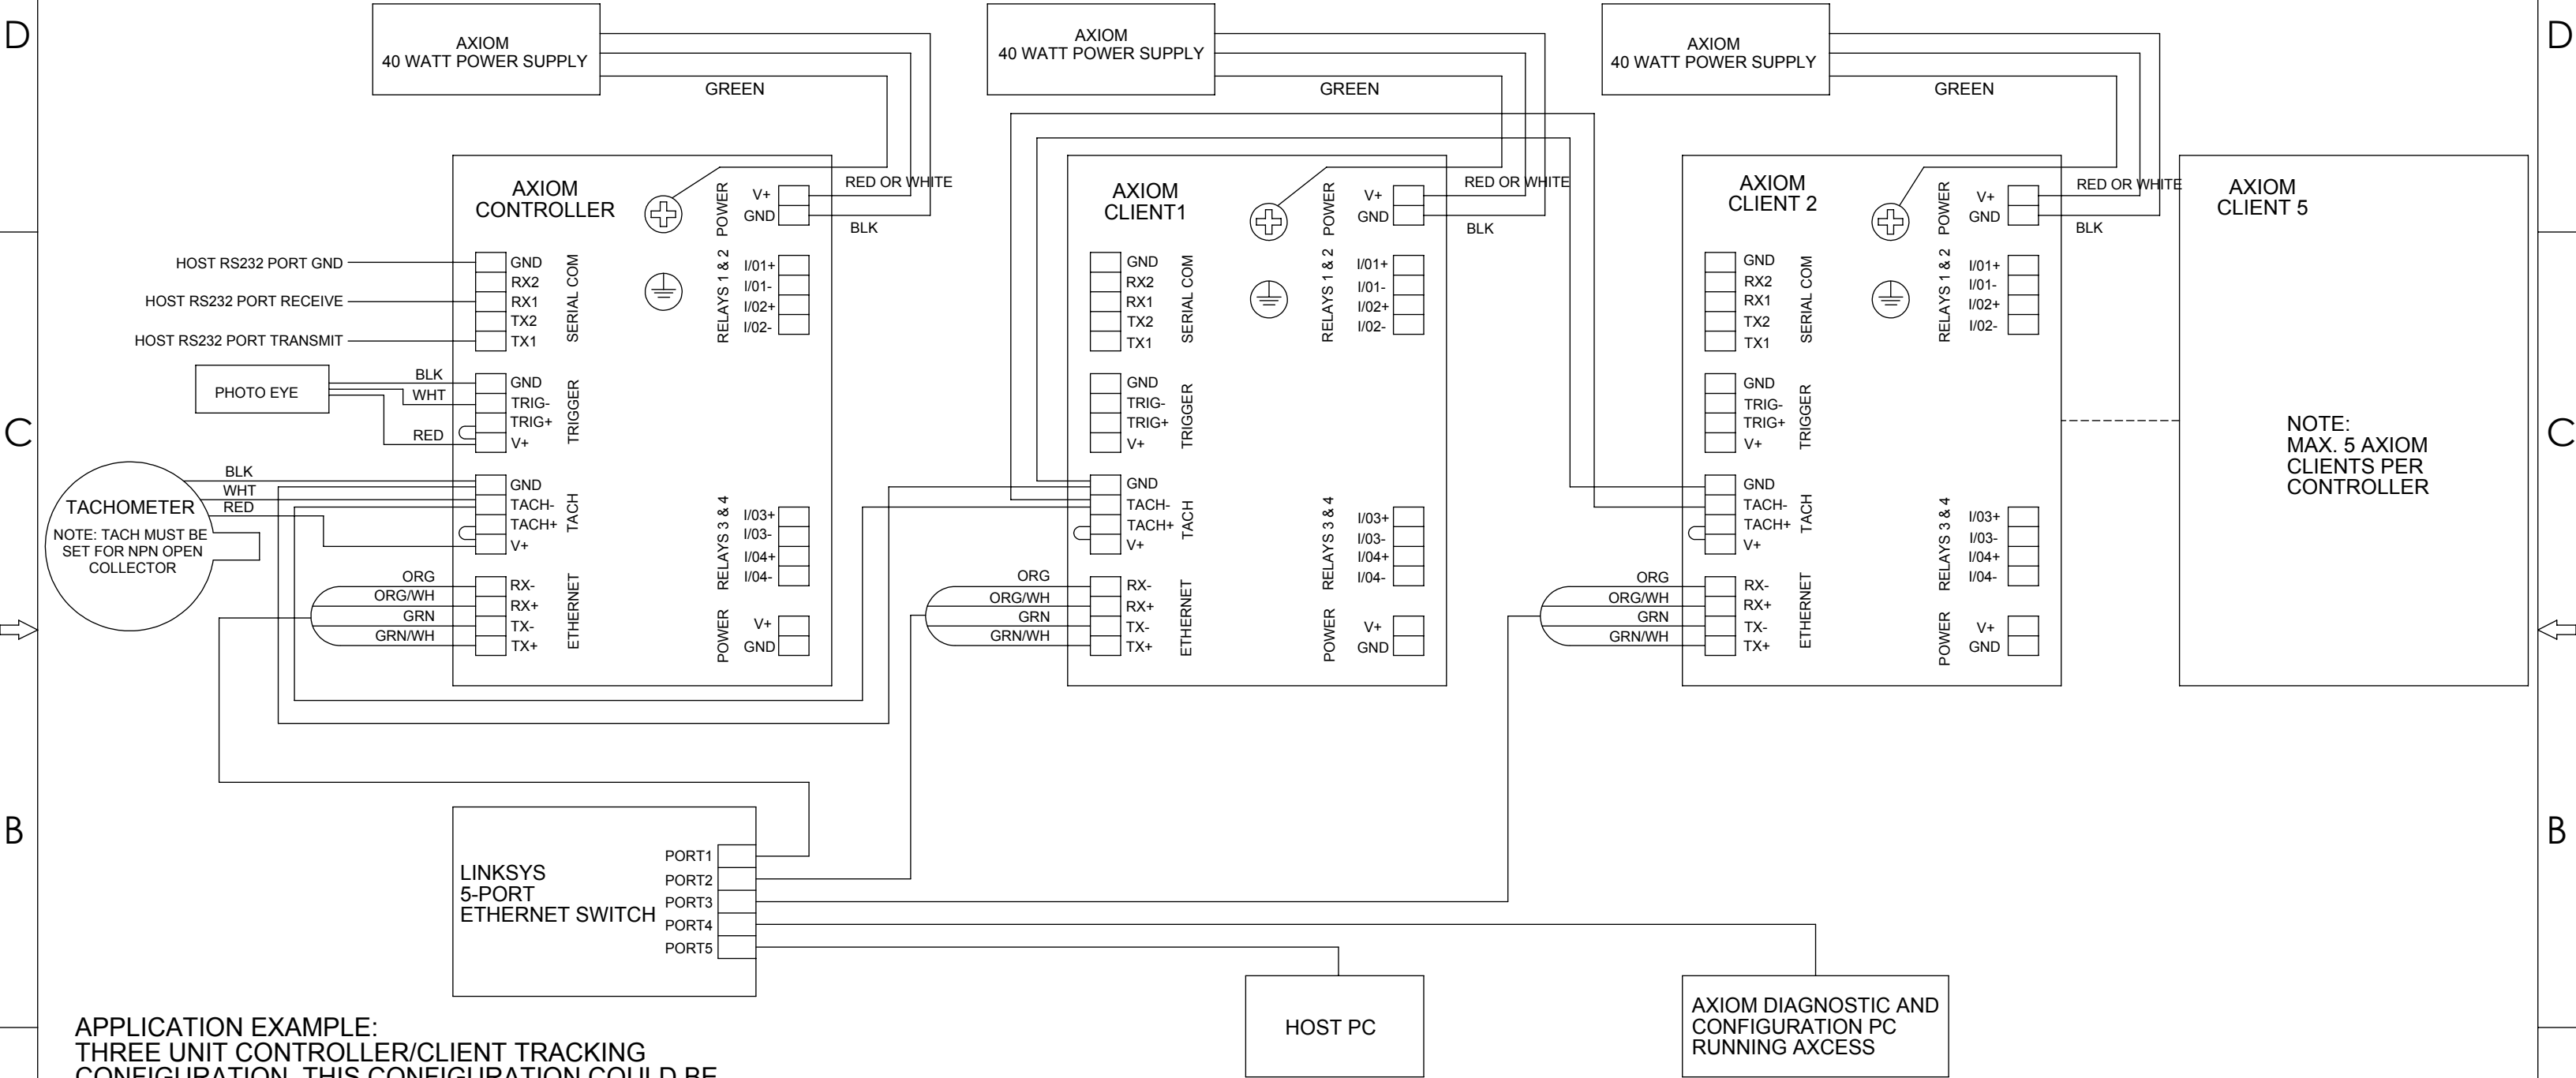 D
D
AXIOM
40 WATT POWER SUPPLY
GREEN
AXIOM
40 WATT POWER SUPPLY
GREEN
AXIOM
40 WATT POWER SUPPLY
GREEN
AXIOM
CONTROLLER
POWER
V+
GND
RED OR WHITE
BLK
HOST RS232 PORT GND
HOST RS232 PORT RECEIVE
HOST RS232 PORT TRANSMIT
GND
RX2
RX1
TX2
TX1
SERIAL COM
RELAYS 1 & 2
I/01+
I/01-
I/02+
I/02-
PHOTO EYE
BLK
WHT
RED
GND
TRIG-
TRIG+
V+
TRIGGER
TACHOMETER
NOTE: TACH MUST BE
SET FOR NPN OPEN
COLLECTOR
BLK
WHT
RED
GND
TACH-
TACH+
V+
TACH
RELAYS 3 & 4
I/03+
I/03-
I/04+
I/04-
ORG
ORG/WH
GRN
GRN/WH
RX-
RX+
TX-
TX+
ETHERNET
POWER
V+
GND
AXIOM
CLIENT1
POWER
V+
GND
RED OR WHITE
BLK
GND
RX2
RX1
TX2
TX1
SERIAL COM
RELAYS 1 & 2
I/01+
I/01-
I/02+
I/02-
GND
TRIG-
TRIG+
V+
TRIGGER
GND
TACH-
TACH+
V+
TACH
RELAYS 3 & 4
I/03+
I/03-
I/04+
I/04-
ORG
ORG/WH
GRN
GRN/WH
RX-
RX+
TX-
TX+
ETHERNET
POWER
V+
GND
AXIOM
CLIENT 2
POWER
V+
GND
RED OR WHITE
BLK
GND
RX2
RX1
TX2
TX1
SERIAL COM
RELAYS 1 & 2
I/01+
I/01-
I/02+
I/02-
GND
TRIG-
TRIG+
V+
TRIGGER
GND
TACH-
TACH+
V+
TACH
RELAYS 3 & 4
I/03+
I/03-
I/04+
I/04-
ORG
ORG/WH
GRN
GRN/WH
RX-
RX+
TX-
TX+
ETHERNET
POWER
V+
GND
AXIOM
CLIENT 5
NOTE:
MAX. 5 AXIOM
CLIENTS PER
CONTROLLER
C
C
B
B
LINKSYS
5-PORT
ETHERNET SWITCH
PORT1
PORT2
PORT3
PORT4
PORT5
HOST PC
AXIOM DIAGNOSTIC AND
CONFIGURATION PC
RUNNING AXCESS
APPLICATION EXAMPLE:
THREE UNIT CONTROLLER/CLIENT TRACKING
CONFIGURATION. THIS CONFIGURATION COULD BE